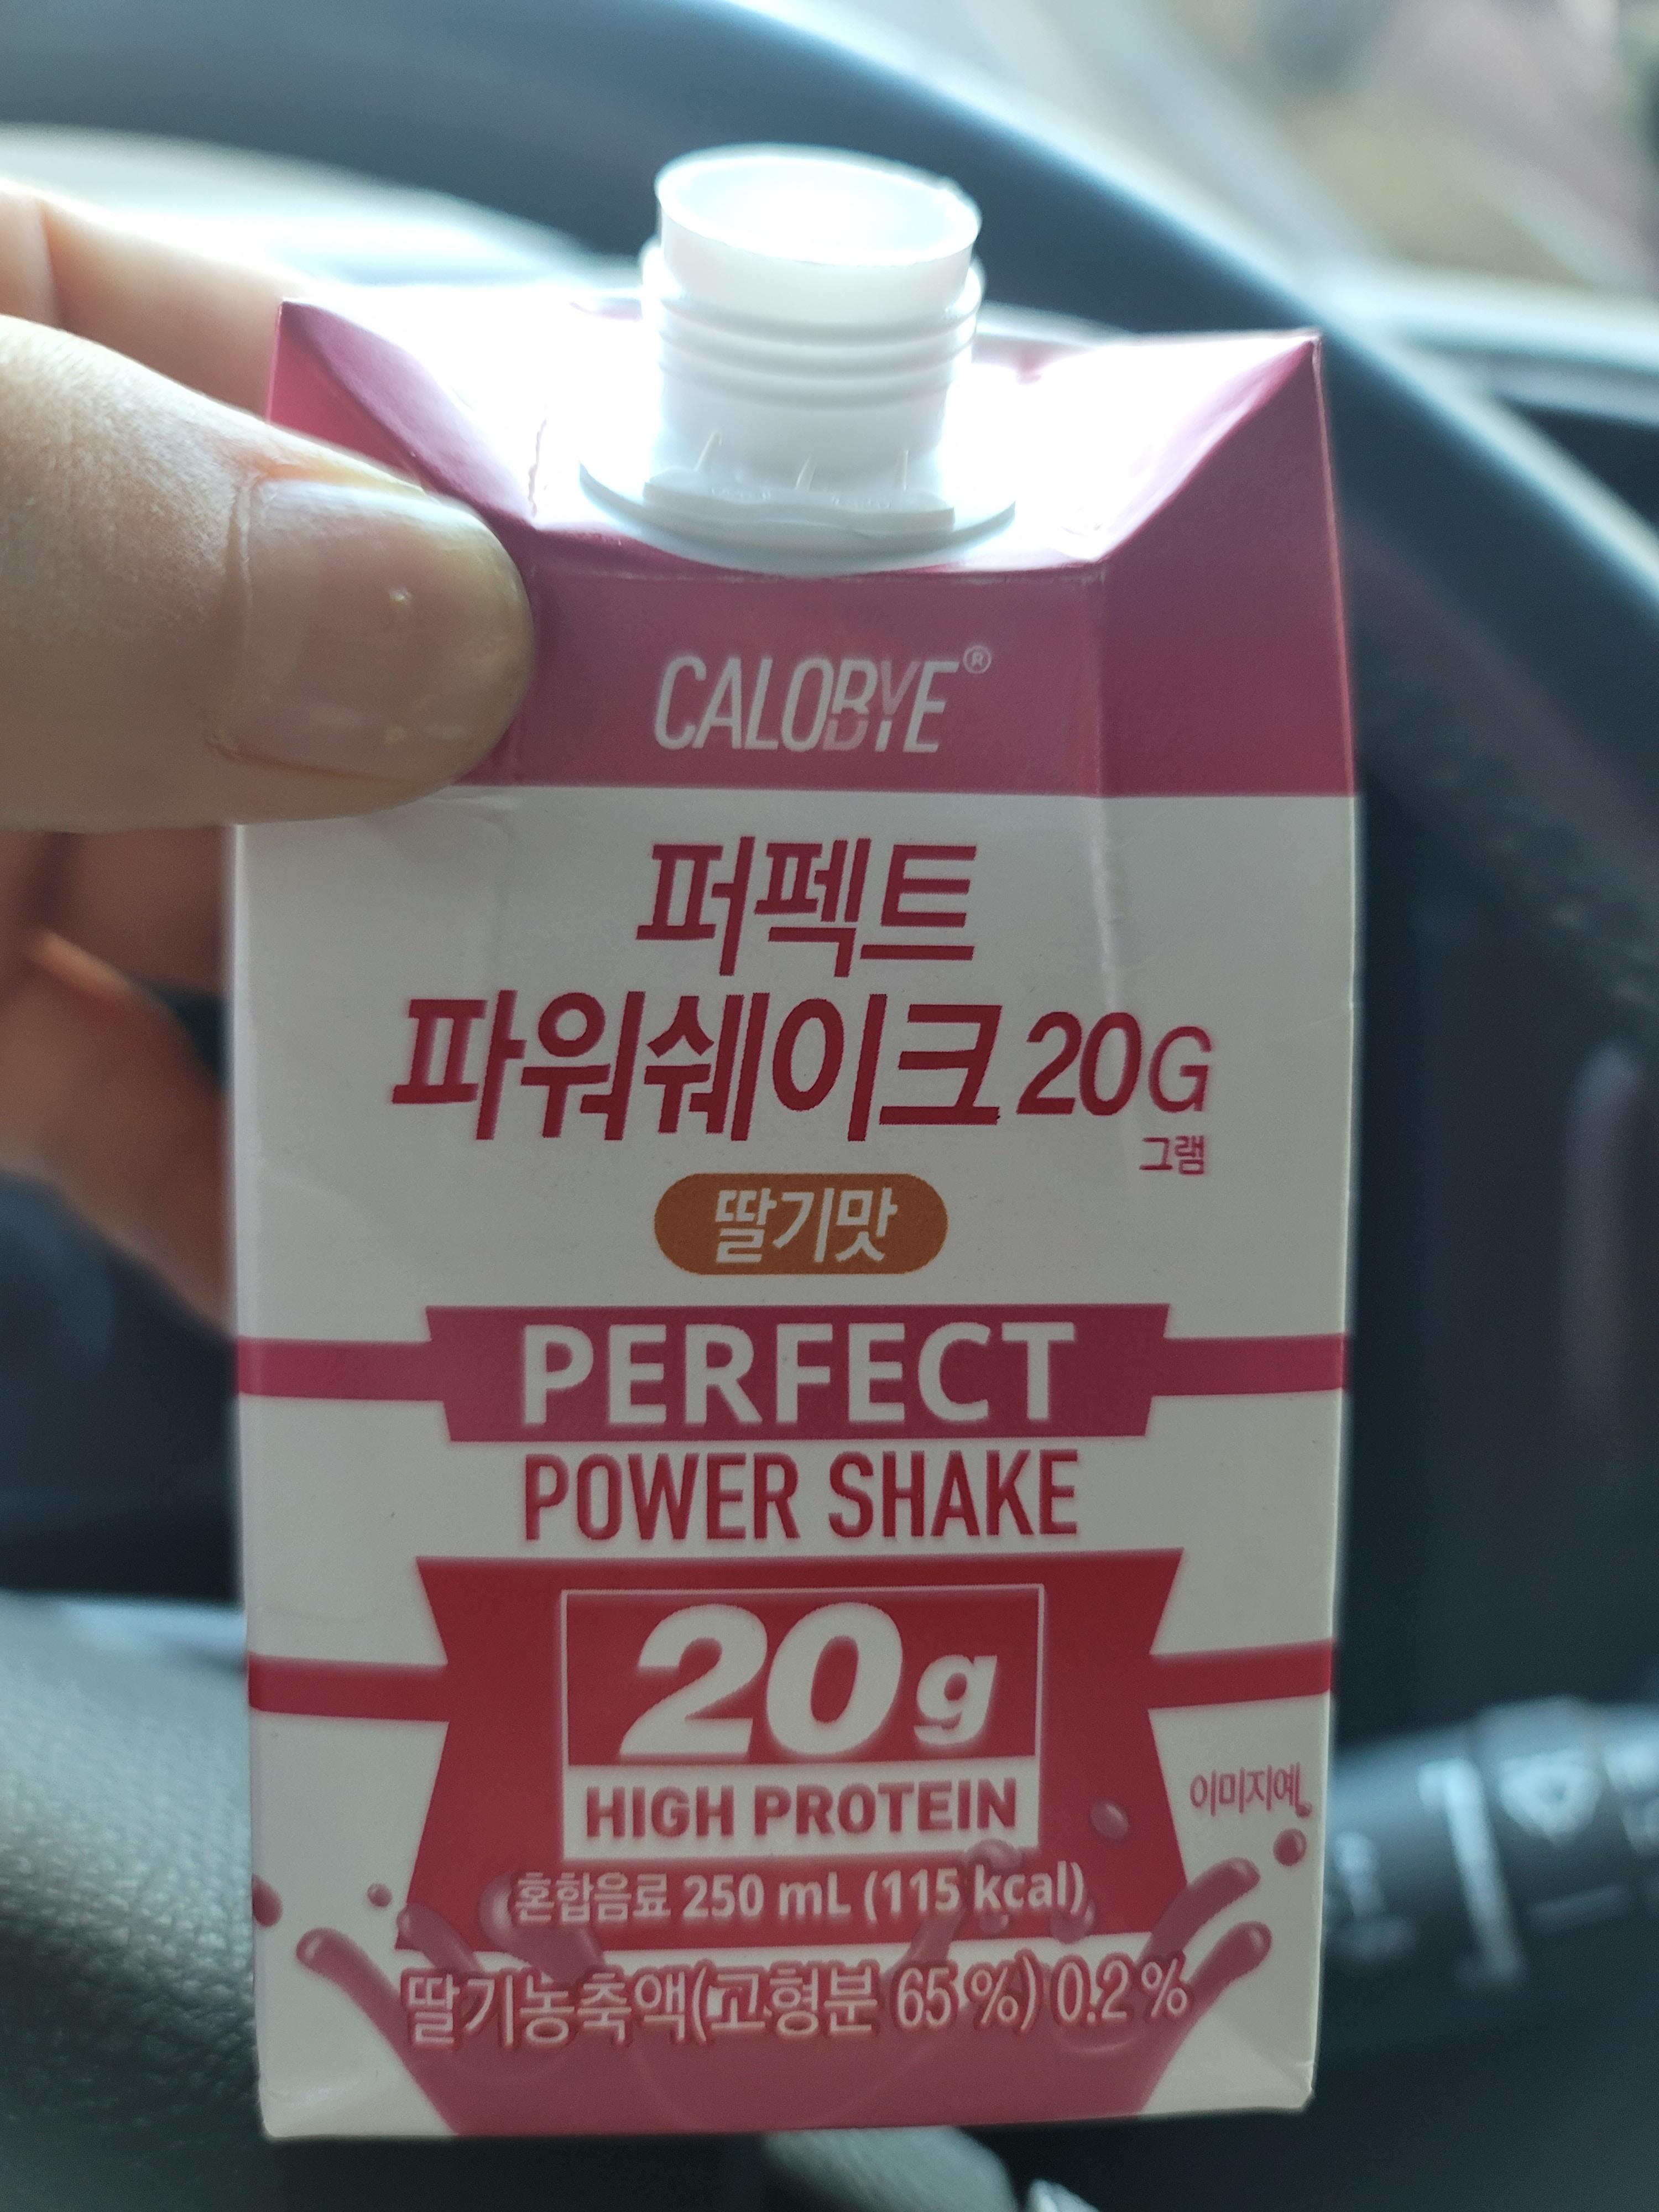 CALOBYE®
퍼펙트
파워쉐이크 20G
그램
딸기맛
PERFECT
POWER SHAKE
20g
HIGH PROTEIN
이미지예
혼합음료 250 mL (115 kcal)
딸기농축액(고형분 65%) 0.2%